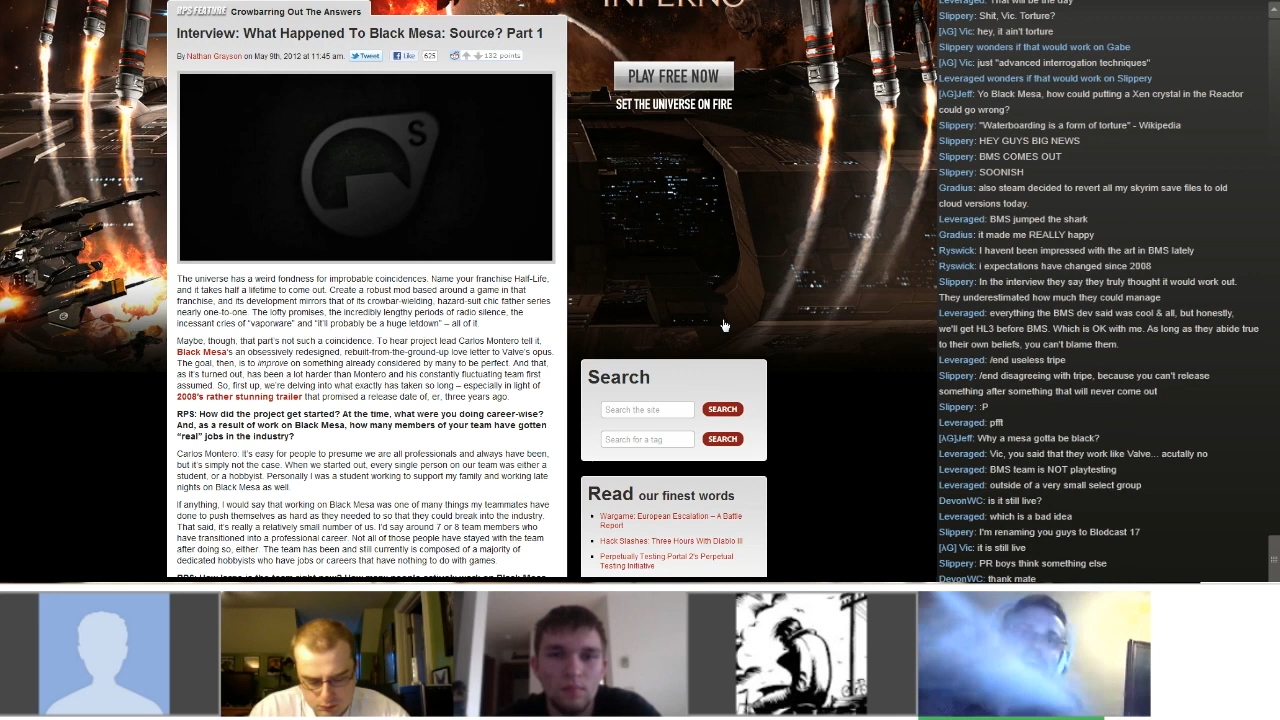 RPS FEATURE Crowbarring Out The Answers
Interview: What Happened To Black Mesa: Source? Part 1
By Nathan Grayson on May 9th, 2012 at 11:45 am.
Tweet
Like
625
132 points
S
The universe has a weird fondness for improbable coincidences. Name your franchise Half-Life,
and it takes half a lifetime to come out. Create a robust mod based around a game in that
franchise, and its development mirrors that of its crowbar-wielding, hazard-suit chic father series
nearly one-to-one. The lofty promises, the incredibly lengthy periods of radio silence, the
incessant cries of “vaporware” and “it’ll probably be a huge letdown” – all of it.
Maybe, though, that part’s not such a coincidence. To hear project lead Carlos Montero tell it,
Black Mesa’s an obsessively redesigned, rebuilt-from-the-ground-up love letter to Valve’s opus.
The goal, then, is to improve on something already considered by many to be perfect. And that,
as it’s turned out, has been a lot harder than Montero and his constantly fluctuating team first
assumed. So, first up, we’re delving into what exactly has taken so long – especially in light of
2008’s rather stunning trailer that promised a release date of, er, three years ago.
RPS: How did the project get started? At the time, what were you doing career-wise?
And, as a result of work on Black Mesa, how many members of your team have gotten
“real” jobs in the industry?
Carlos Montero: It’s easy for people to presume we are all professionals and always have been,
but it’s simply not the case. When we started out, every single person on our team was either a
student, or a hobbyist. Personally I was a student working to support my family and working late
nights on Black Mesa as well.
If anything, I would say that working on Black Mesa was one of many things my teammates have
done to push themselves as hard as they needed to so that they could break into the industry.
That said, it’s really a relatively small number of us. I’d say around 7 or 8 team members who
have transitioned into a professional career. Not all of those people have stayed with the team
after doing so, either. The team has been and still currently is composed of a majority of
dedicated hobbyists who have jobs or careers that have nothing to do with games.
RPS: How large is the team right now? How many people actively work on Black Mesa
INFERNO
PLAY FREE NOW
SET THE UNIVERSE ON FIRE
Search
Search the site
SEARCH
Search for a tag
SEARCH
Read our finest words
Wargame: European Escalation – A Battle
Report
Hack Slashes: Three Hours With Diablo III
Perpetually Testing Portal 2's Perpetual
Testing Initiative
Leveraged: That will be the day
Slippery: Shit, Vic. Torture?
[λG] Vic: hey, it ain't torture
Slippery wonders if that would work on Gabe
[λG] Vic: just "advanced interrogation techniques"
Leveraged wonders if that would work on Slippery
[λG]Jeff: Yo Black Mesa, how could putting a Xen crystal in the Reactor
could go wrong?
Slippery: "Waterboarding is a form of torture" - Wikipedia
Slippery: HEY GUYS BIG NEWS
Slippery: BMS COMES OUT
Slippery: SOONISH
Gradius: also steam decided to revert all my skyrim save files to old
cloud versions today.
Leveraged: BMS jumped the shark
Gradius: it made me REALLY happy
Ryswick: I havent been impressed with the art in BMS lately
Ryswick: i expectations have changed since 2008
Slippery: In the interview they say they truly thought it would work out.
They underestimated how much they could manage
Leveraged: everything the BMS dev said was cool & all, but honestly,
we'll get HL3 before BMS. Which is OK with me. As long as they abide true
to their own beliefs, you can't blame them.
Leveraged: /end useless tripe
Slippery: /end disagreeing with tripe, because you can't release
something after something that will never come out
Slippery: :P
Leveraged: pfft
[λG]Jeff: Why a mesa gotta be black?
Leveraged: Vic, you said that they work like Valve... acutally no
Leveraged: BMS team is NOT playtesting
Leveraged: outside of a very small select group
DevonWC: is it still live?
Leveraged: which is a bad idea
Slippery: I'm renaming you guys to Blodcast 17
[λG] Vic: it is still live
Slippery: PR boys think something else
DevonWC: thank mate